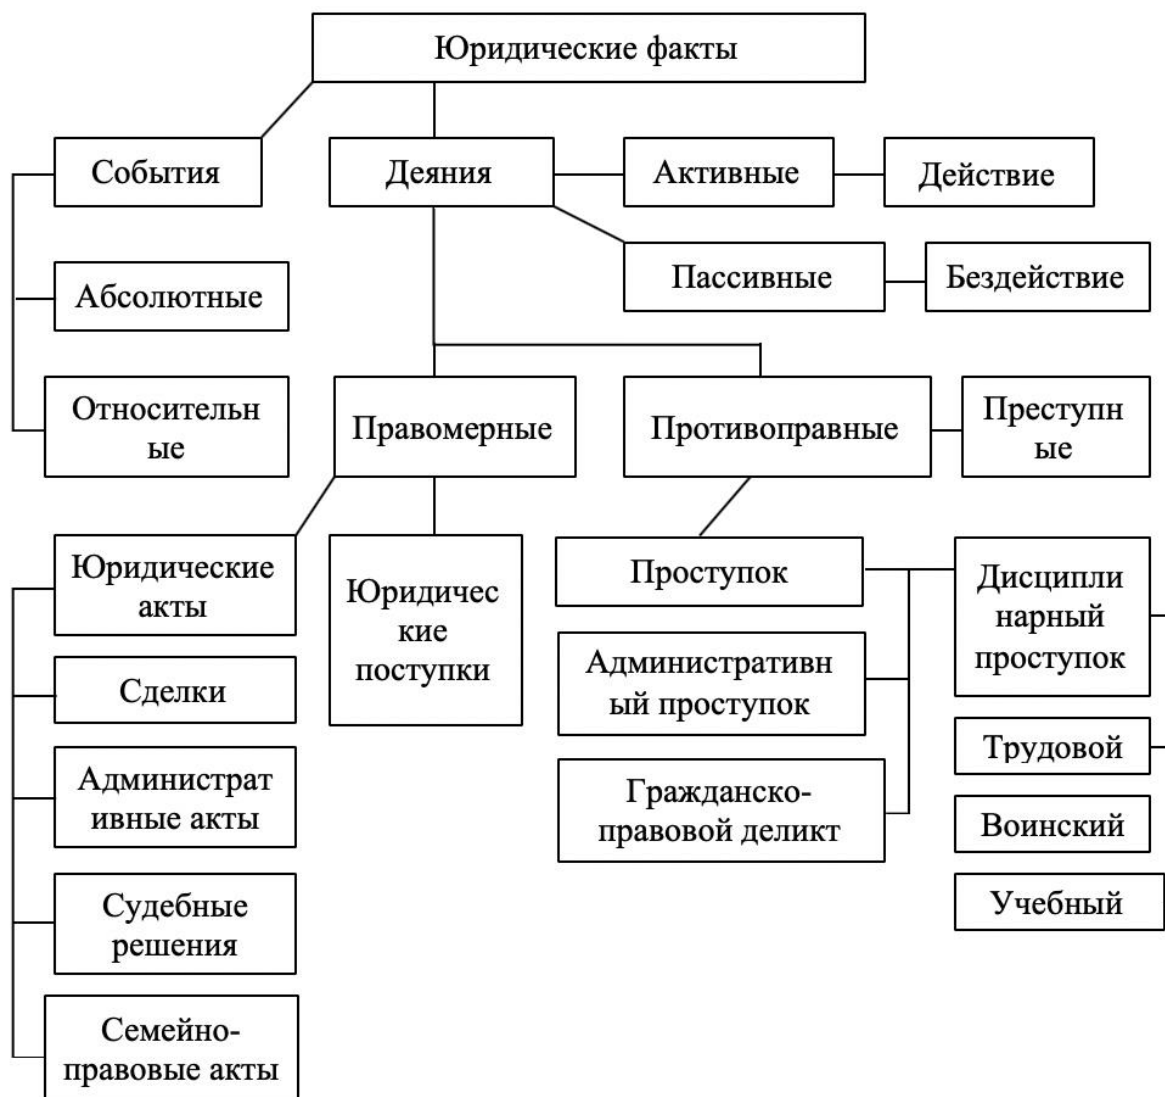 Юридические факты
События
Деяния
Активные
Действие
Пассивные
Бездействие
Абсолютные
Относительн
ые
Правомерные
Противоправные
Преступн
ые
Юридические
акты
Юридичес
кие
поступки
Проступок
Дисципли
нарный
проступок
Сделки
Административн
ый проступок
Трудовой
Административ
ивные акты
Гражданско-
правовой деликт
Воинский
Учебный
Судебные
решения
Семейно-
правовые акты